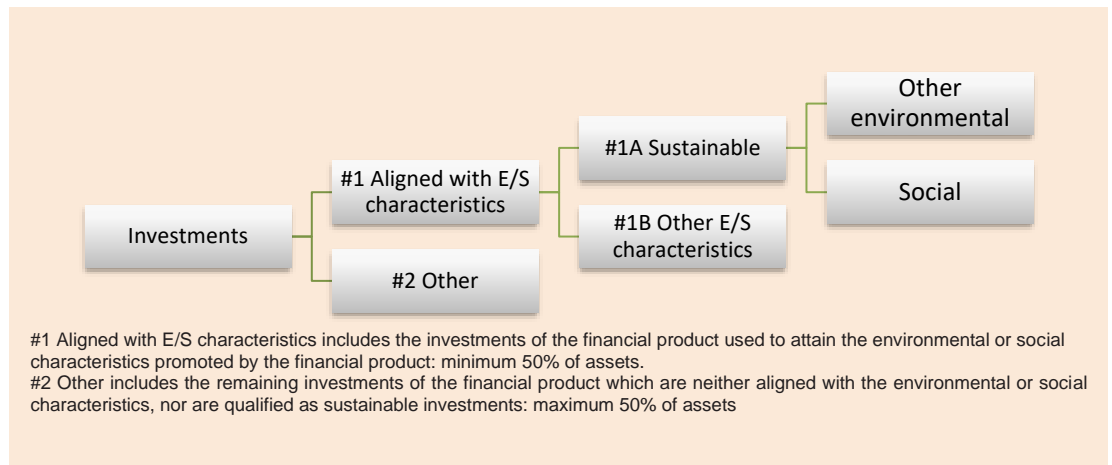 Other
environmental
#1A Sustainable
#1 Aligned with E/S
characteristics
Social
Investments
#1B Other E/S
characteristics
#2 Other
#1 Aligned with E/S characteristics includes the investments of the financial product used to attain the environmental or social
characteristics promoted by the financial product: minimum 50% of assets.
#2 Other includes the remaining investments of the financial product which are neither aligned with the environmental or social
characteristics, nor are qualified as sustainable investments: maximum 50% of assets